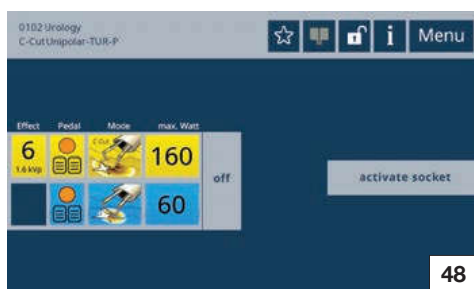 0102 Urology
C-Cut Unipolar-TUR-P
i Menu
Effect Pedal Mode max. Watt
6 1.6 kVp C Cut 160
off
activate socket
60
48